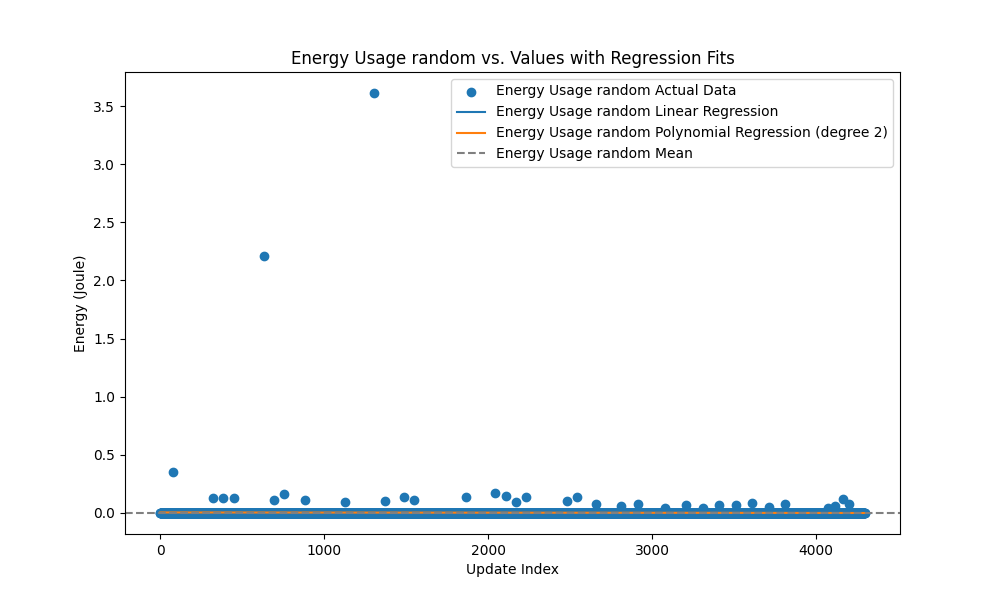 Energy Usage random vs. Values with Regression Fits
Energy Usage random Actual Data
Energy Usage random Linear Regression
Energy Usage random Polynomial Regression (degree 2)
Energy Usage random Mean
Energy (Joule)
3.5
3.0
2.5
2.0
1.5
1.0
0.5
0.0
0
1000
2000
3000
4000
Update Index